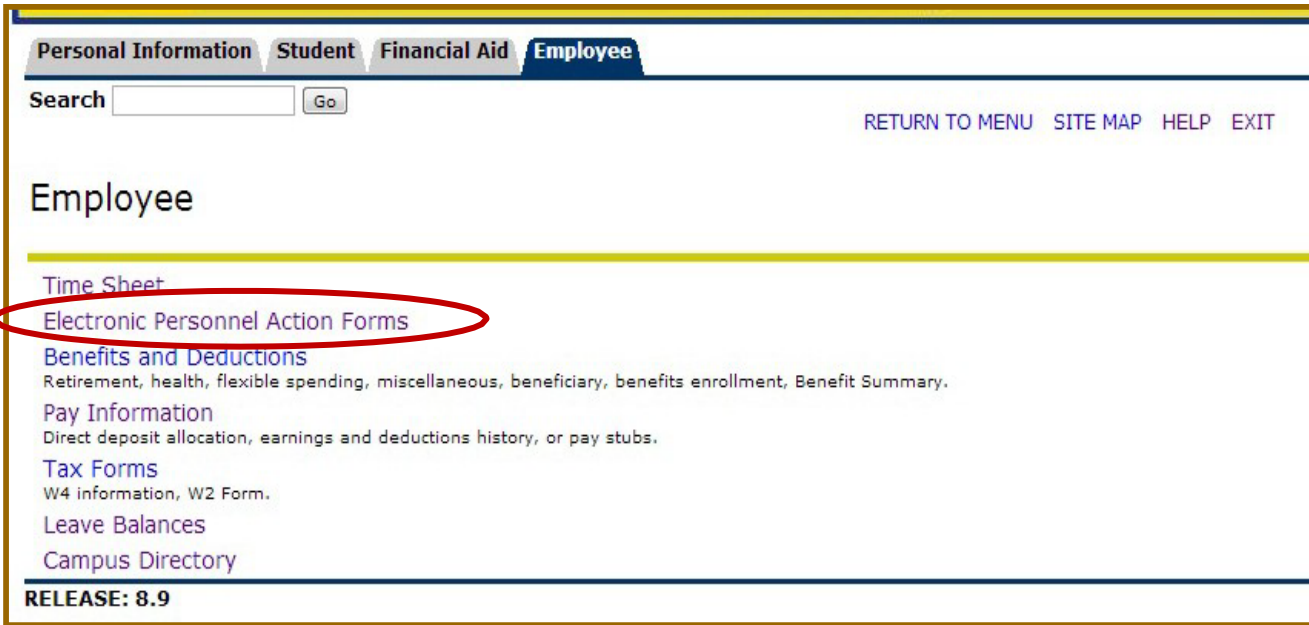 Personal Information Student Financial Aid Employee
Search Go
RETURN TO MENU SITE MAP HELP EXIT
Employee
Time Sheet
Electronic Personnel Action Forms
Benefits and Deductions
Retirement, health, flexible spending, miscellaneous, beneficiary, benefits enrollment, Benefit Summary.
Pay Information
Direct deposit allocation, earnings and deductions history, or pay stubs.
Tax Forms
W4 information, W2 Form.
Leave Balances
Campus Directory
RELEASE: 8.9